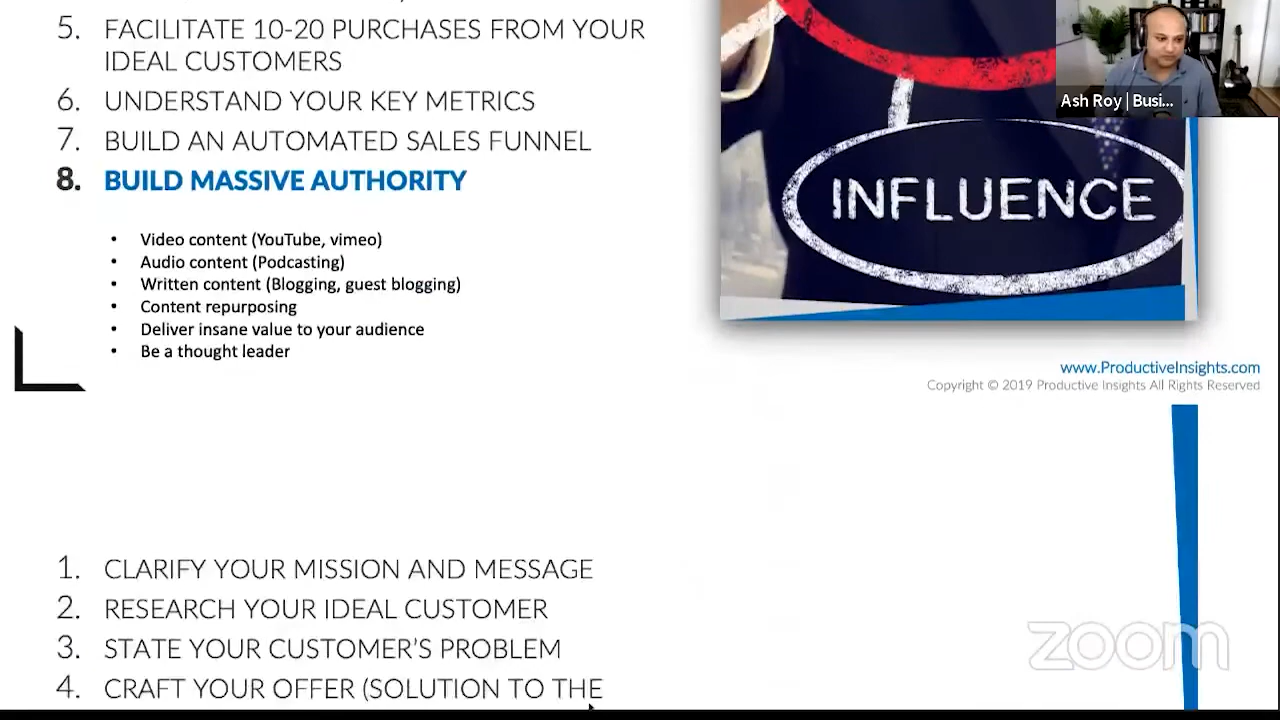 5. FACILITATE 10-20 PURCHASES FROM YOUR
IDEAL CUSTOMERS
6. UNDERSTAND YOUR KEY METRICS
7. BUILD AN AUTOMATED SALES FUNNEL
8. BUILD MASSIVE AUTHORITY
• Video content (YouTube, vimeo)
• Audio content (Podcasting)
• Written content (Blogging, guest blogging)
• Content repurposing
• Deliver insane value to your audience
• Be a thought leader
INFLUENCE
Ash Roy | Busi...
www.ProductiveInsights.com
Copyright © 2019 Productive Insights All Rights Reserved
1. CLARIFY YOUR MISSION AND MESSAGE
2. RESEARCH YOUR IDEAL CUSTOMER
3. STATE YOUR CUSTOMER'S PROBLEM
4. CRAFT YOUR OFFER (SOLUTION TO THE
zoom